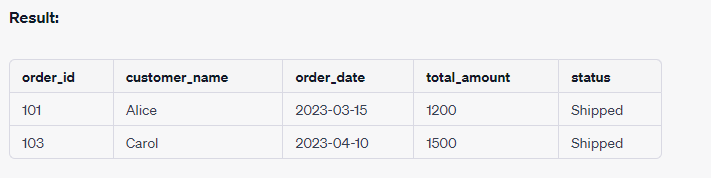 Result:
order_id customer_name order_date total_amount status
101 Alice 2023-03-15 1200 Shipped
103 Carol 2023-04-10 1500 Shipped